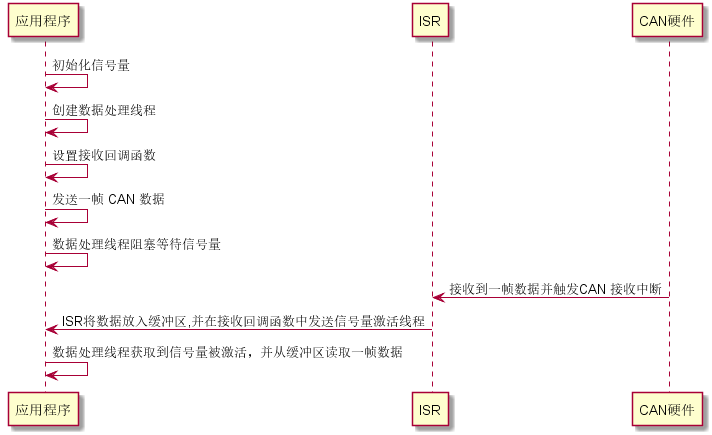 应用程序
ISR
CAN硬件
初始化信号量
创建数据处理线程
设置接收回调函数
发送一帧 CAN 数据
数据处理线程阻塞等待信号量
接收到一帧数据并触发CAN 接收中断
ISR将数据放入缓冲区,并在接收回调函数中发送信号量激活线程
数据处理线程获取到信号量被激活，并从缓冲区读取一帧数据
应用程序
ISR
CAN硬件